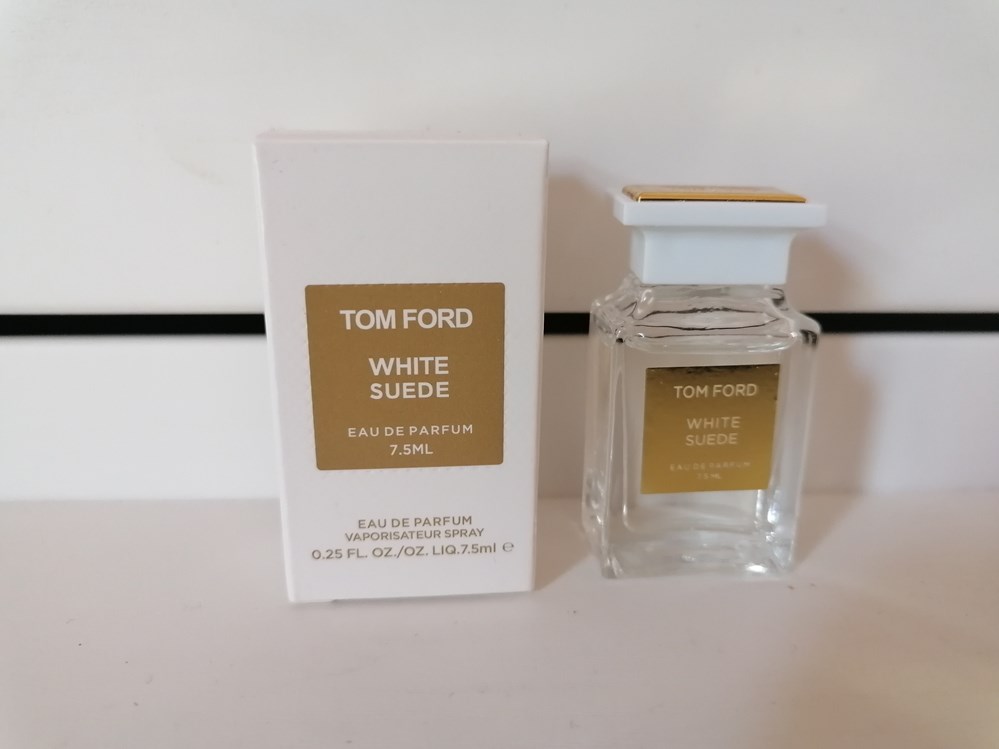 TOM FORD
WHITE
SUEDE
EAU DE PARFUM
7.5ML
EAU DE PARFUM
VAPORISATEUR SPRAY
0.25 FL. OZ./OZ. LIQ.7.5ml ℮
TOM FORD
WHITE
SUEDE
EAU DE PARFUM
7.5 ML